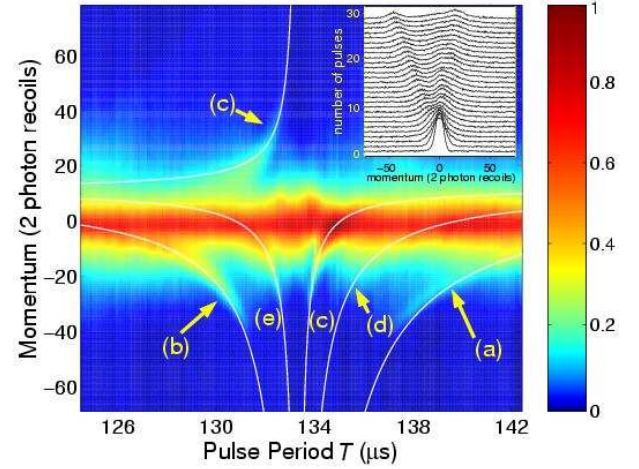 Momentum (2 photon recoils)
60
40
20
0
−20
−40
−60
126
130
134
138
142
Pulse Period T (μs)
(c)
(b)
(e)
(c)
(d)
(a)
number of pulses
30
20
10
0
−50
0
50
momentum (2 photon recoils)
1
0.8
0.6
0.4
0.2
0